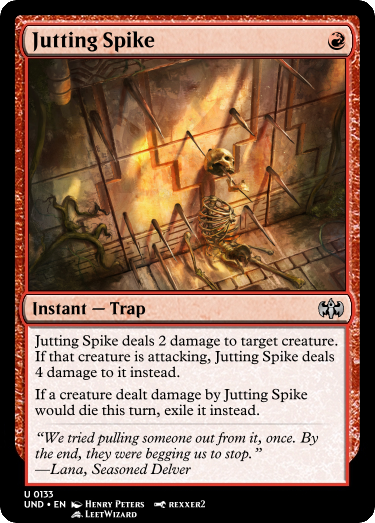 Jutting Spike
Instant — Trap
Jutting Spike deals 2 damage to target creature.
If that creature is attacking, Jutting Spike deals
4 damage to it instead.
If a creature dealt damage by Jutting Spike
would die this turn, exile it instead.
“We tried pulling someone out from it, once. By
the end, they were begging us to stop.”
—Lana, Seasoned Delver
U 0133
UND • EN Henry Peters rexxer2
LeetWizard